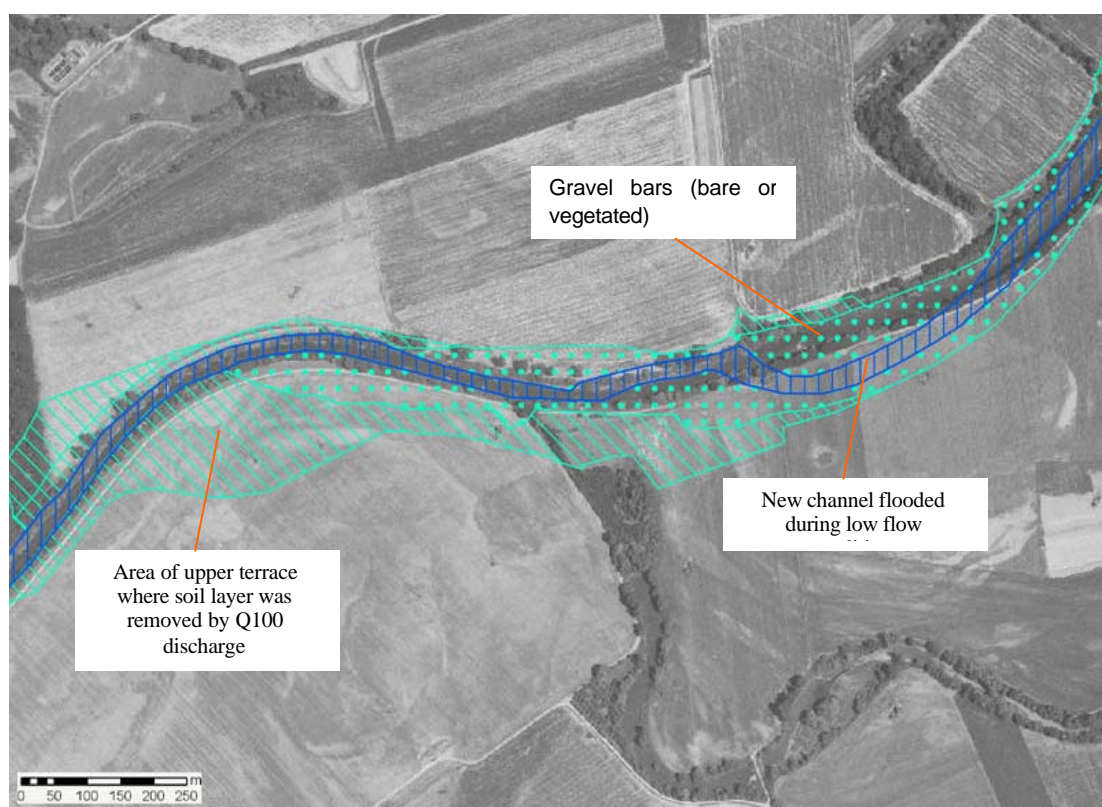 Gravel bars (bare or
vegetated)
New channel flooded
during low flow
Area of upper terrace
where soil layer was
removed by Q100
discharge
m
0 50 100 150 200 250